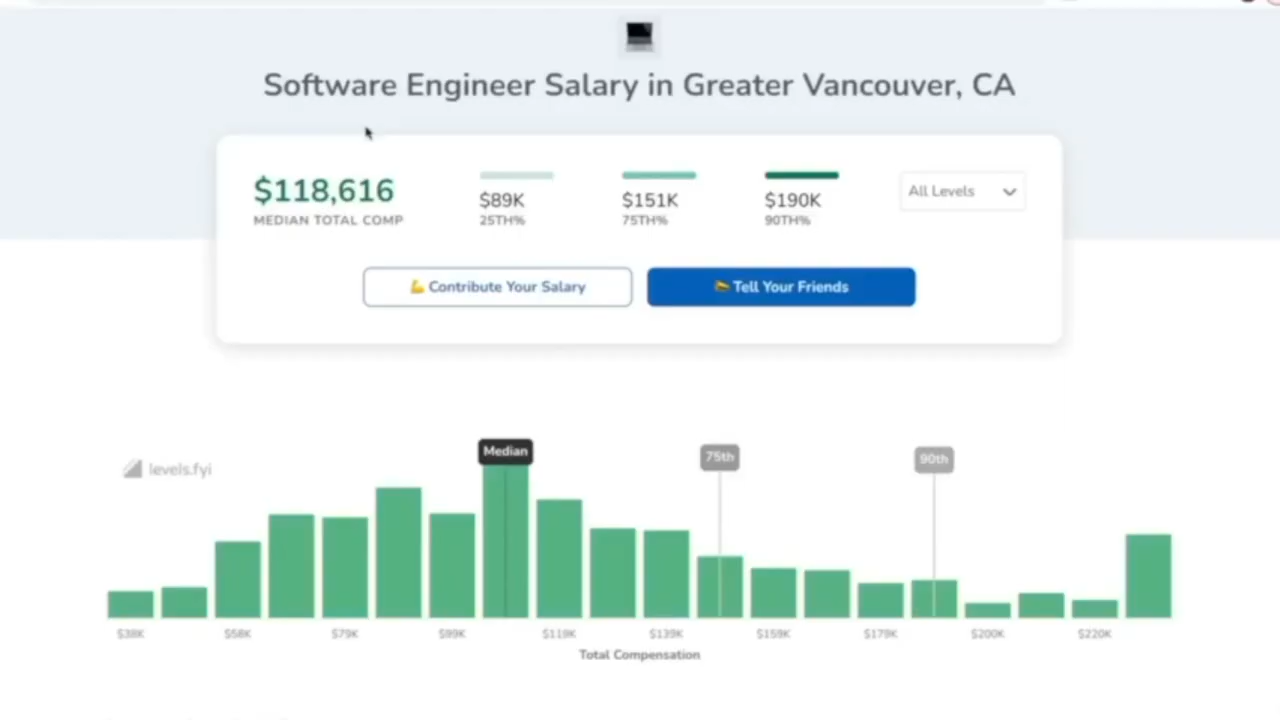 Software Engineer Salary in Greater Vancouver, CA
$118,616
MEDIAN TOTAL COMP
$89K
25TH%
$151K
75TH%
$190K
90TH%
All Levels
Contribute Your Salary
Tell Your Friends
levels.fyi
Median
75th
90th
$38K $58K $79K $99K $119K $139K $159K $179K $200K $220K
Total Compensation